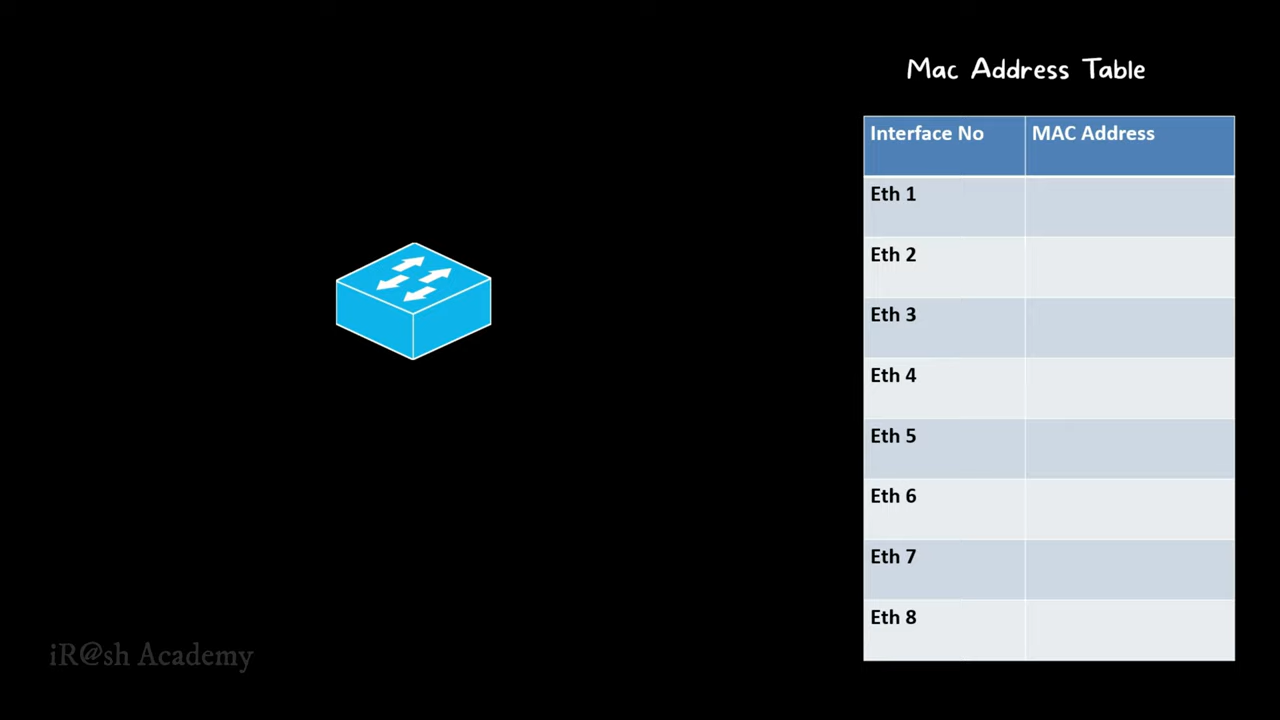 Mac Address Table
Interface No MAC Address
Eth 1
Eth 2
Eth 3
Eth 4
Eth 5
Eth 6
Eth 7
Eth 8
iR@sh Academy